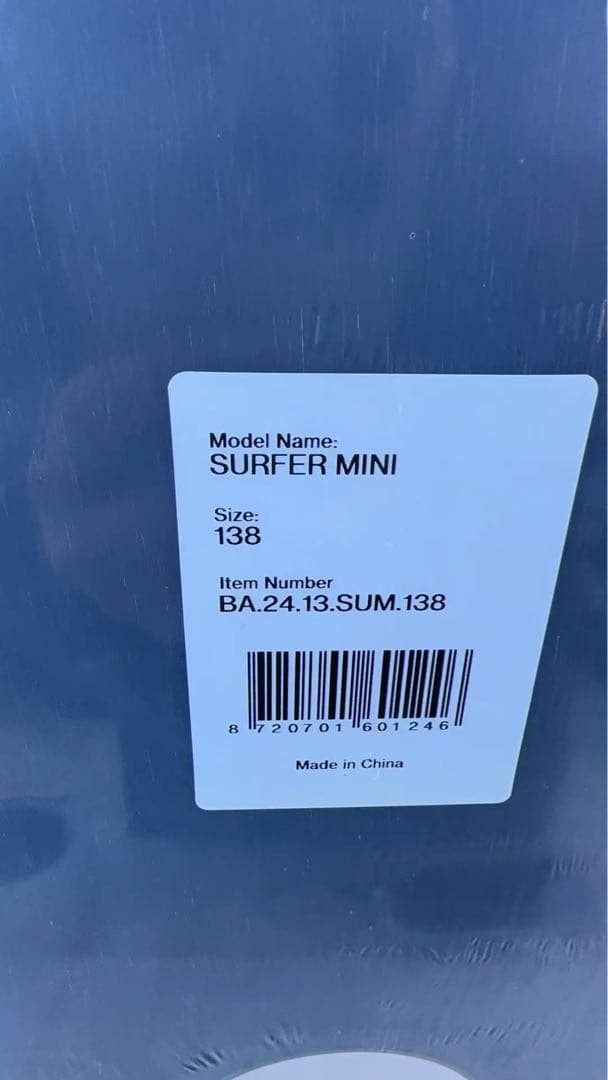 Model Name:
SURFER MINI
Size:
138
Item Number
BA.24.13.SUM.138
8 720701 601246
Made in China